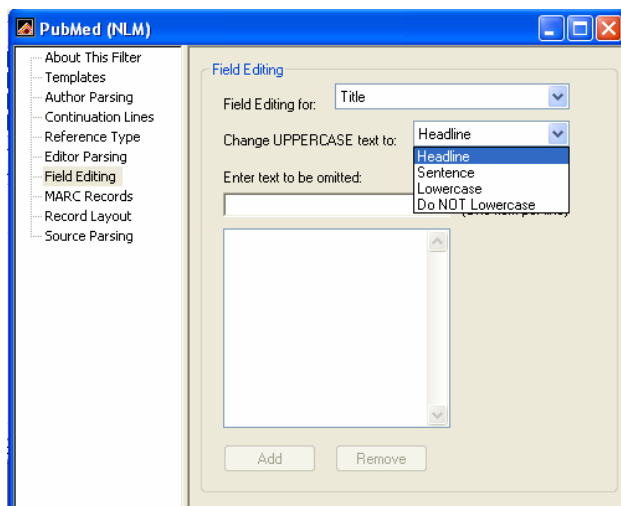 PubMed (NLM)
About This Filter
Templates
Author Parsing
Continuation Lines
Reference Type
Editor Parsing
Field Editing
MARC Records
Record Layout
Source Parsing
Field Editing
Field Editing for: Title
Change UPPERCASE text to: Headline
Headline
Sentence
Lowercase
Do NOT Lowercase
Enter text to be omitted:
Add Remove